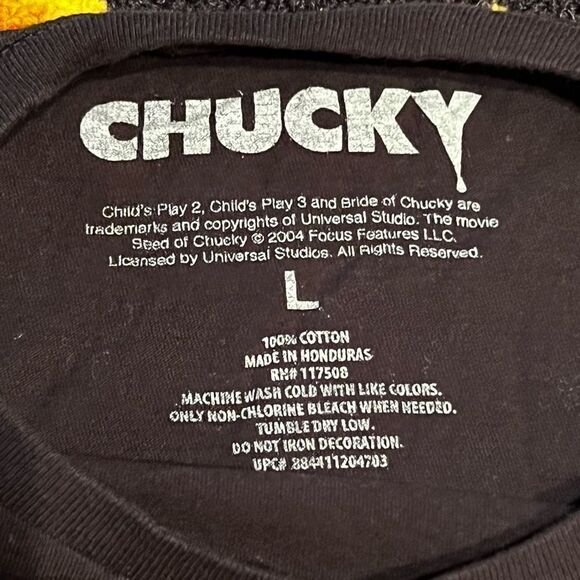 CHUCKY
Child's Play 2, Child's Play 3 and Bride of Chucky are
trademarks and copyrights of Universal Studio. The movie
Seed of Chucky © 2004 Focus Features LLC.
Licensed by Universal Studios. All Rights Reserved.
L
100% COTTON
MADE IN HONDURAS
RN# 117508
MACHINE WASH COLD WITH LIKE COLORS.
ONLY NON-CHLORINE BLEACH WHEN NEEDED.
TUMBLE DRY LOW.
DO NOT IRON DECORATION.
UPC# 884411204703